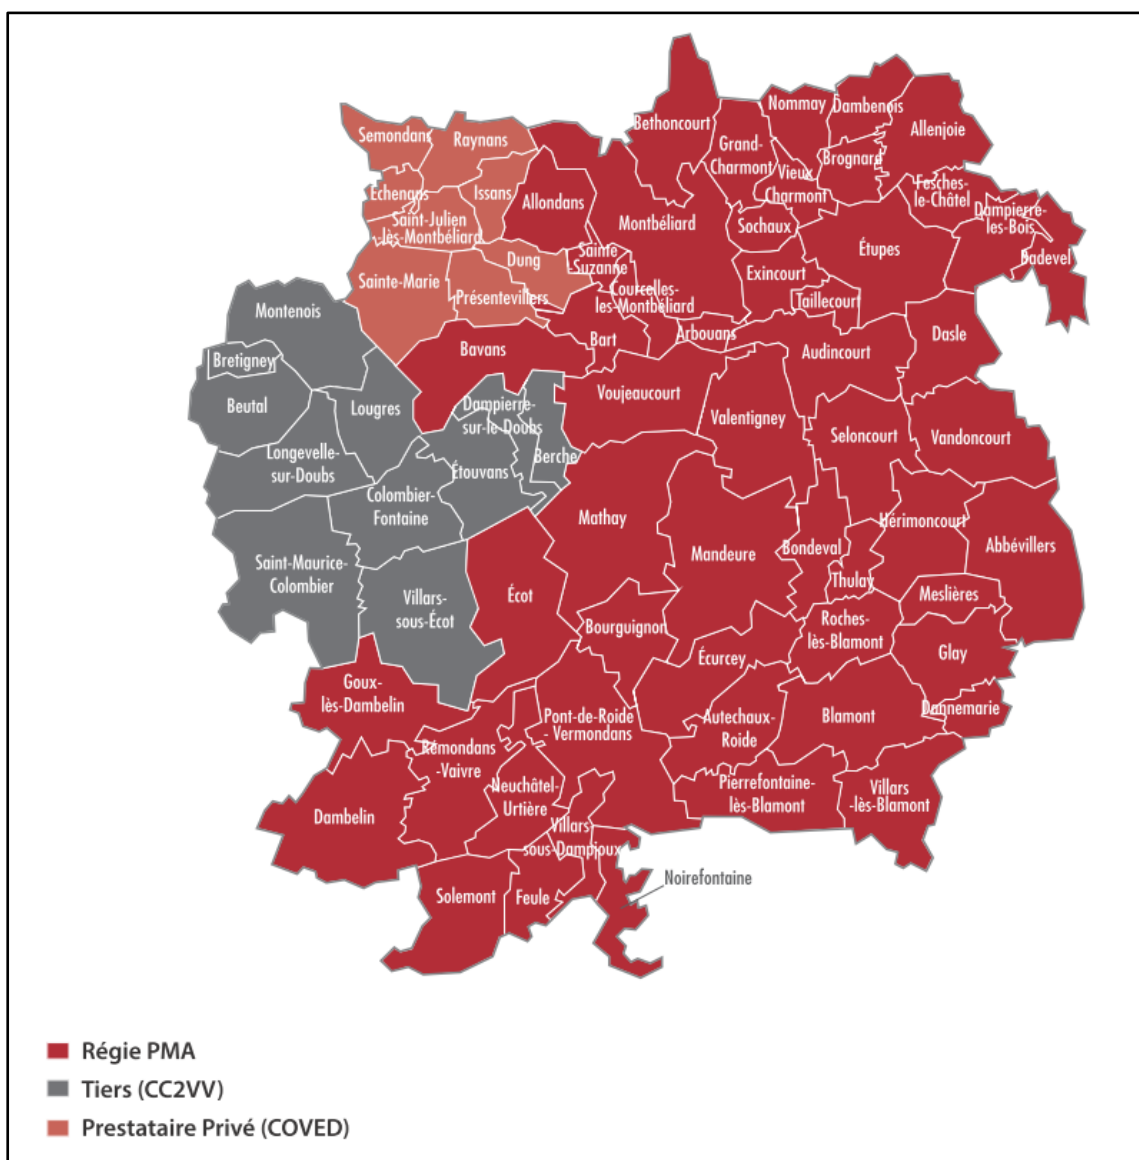 Nommay
Dambenois
Bethoncourt
Allenjoie
Semondans
Raynans
Grand-
Charmont
Brognard
Vieux
Charmont
Echenans
Issans
Allondans
Fesches-
le-Châtel
Saint-Julien
-lès-Montbéliard
Montbéliard
Sochaux
Dampierre-
les-Bois
Étupes
Badevel
Dung
Sainte
-Suzanne
Exincourt
Sainte-Marie
Présentevillers
Courcelles-
les-Montbéliard
Taillecourt
Montenois
Bart
Arbouans
Dasle
Bavans
Audincourt
Bretigney
Beutal
Lougres
Dampierre-
sur-le-Doubs
Voujeaucourt
Valentigney
Seloncourt
Vandoncourt
Longevelle-
sur-Doubs
Étouvans
Berche
Colombier-
Fontaine
Mathay
Hérimoncourt
Mandeure
Bondeval
Abbévillers
Saint-Maurice-
Colombier
Thulay
Villars-
sous-Écot
Écot
Meslières
Bourguignon
Roches-
lès-Blamont
Glay
Écurcey
Goux-
lès-Dambelin
Dannemarie
Pont-de-Roide
- Vermondans
Autechaux-
Roide
Blamont
Rémondans
-Vaivre
Neuchâtel-
Urtière
Pierrefontaine-
lès-Blamont
Villars
-lès-Blamont
Dambelin
Villars
sous-Dampjoux
Noirefontaine
Solemont
Feule
Régie PMA
Tiers (CC2VV)
Prestataire Privé (COVED)